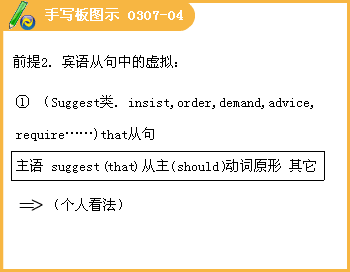 手写板图示 0307-04
前提2. 宾语从句中的虚拟：
① （Suggest类. insist,order,demand,advice,
require……)that从句
主语 suggest(that)从主(should)动词原形 其它
=>（个人看法）